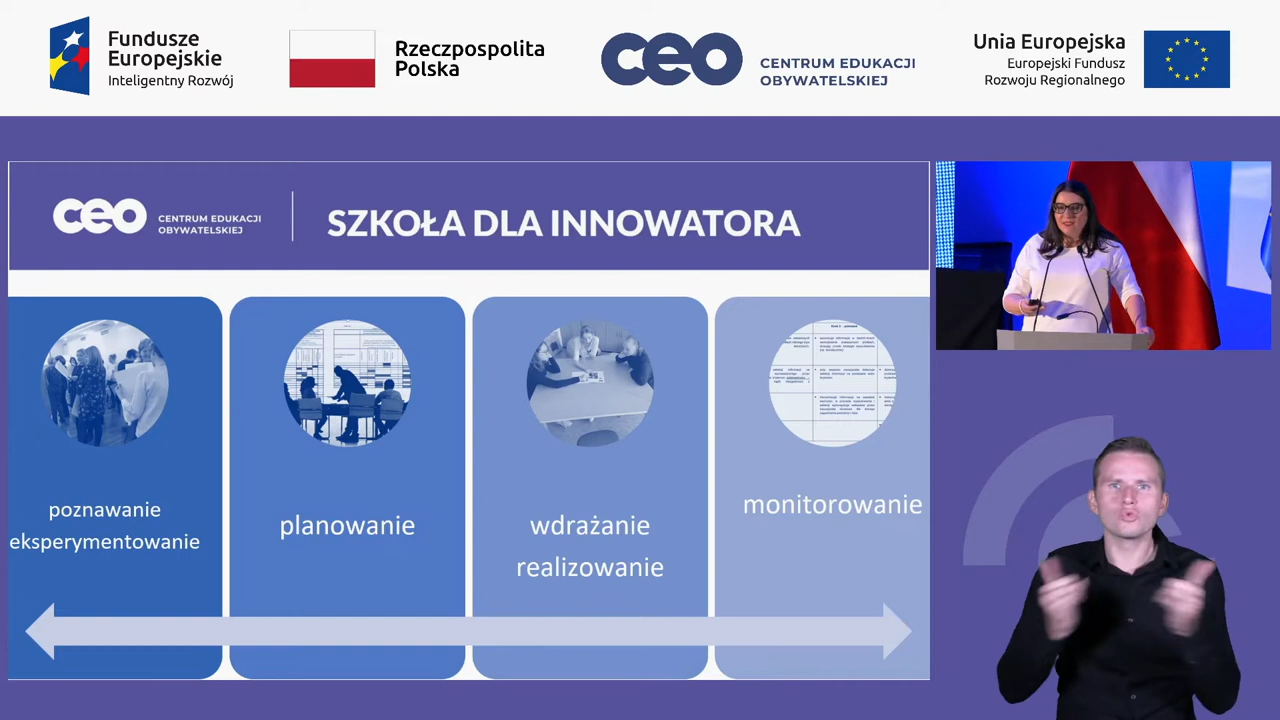 Fundusze
Europejskie
Inteligentny Rozwój
Rzeczpospolita
Polska
ceo
CENTRUM EDUKACJI
OBYWATELSKIEJ
Unia Europejska
Europejski Fundusz
Rozwoju Regionalnego
ceo
CENTRUM EDUKACJI
OBYWATELSKIEJ
SZKOŁA DLA INNOWATORA
poznawanie
eksperymentowanie
planowanie
wdrażanie
realizowanie
monitorowanie